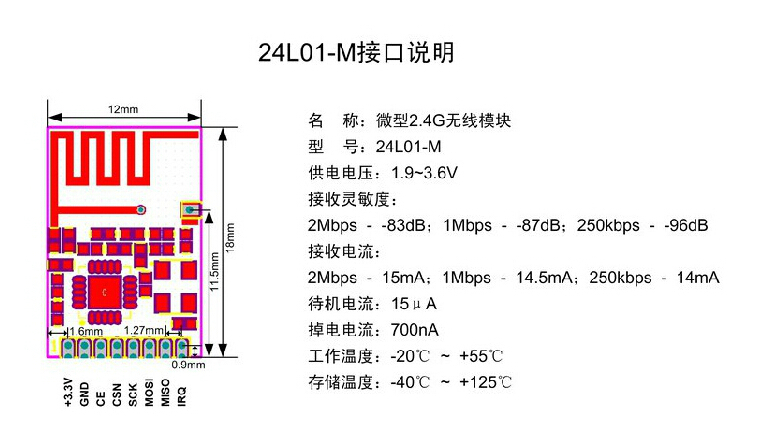 24L01-M接口说明
12mm
18mm
11.5mm
1.6mm
1.27mm
0.9mm
+3.3V
GND
CE
CSN
SCK
MOSI
MISO
IRQ
名 称：微型2.4G无线模块
型 号：24L01-M
供电电压：1.9~3.6V
接收灵敏度：
2Mbps - -83dB；1Mbps - -87dB；250kbps - -96dB
接收电流：
2Mbps - 15mA；1Mbps - 14.5mA；250kbps - 14mA
待机电流：15μA
掉电电流：700nA
工作温度：-20℃ ~ +55℃
存储温度：-40℃ ~ +125℃